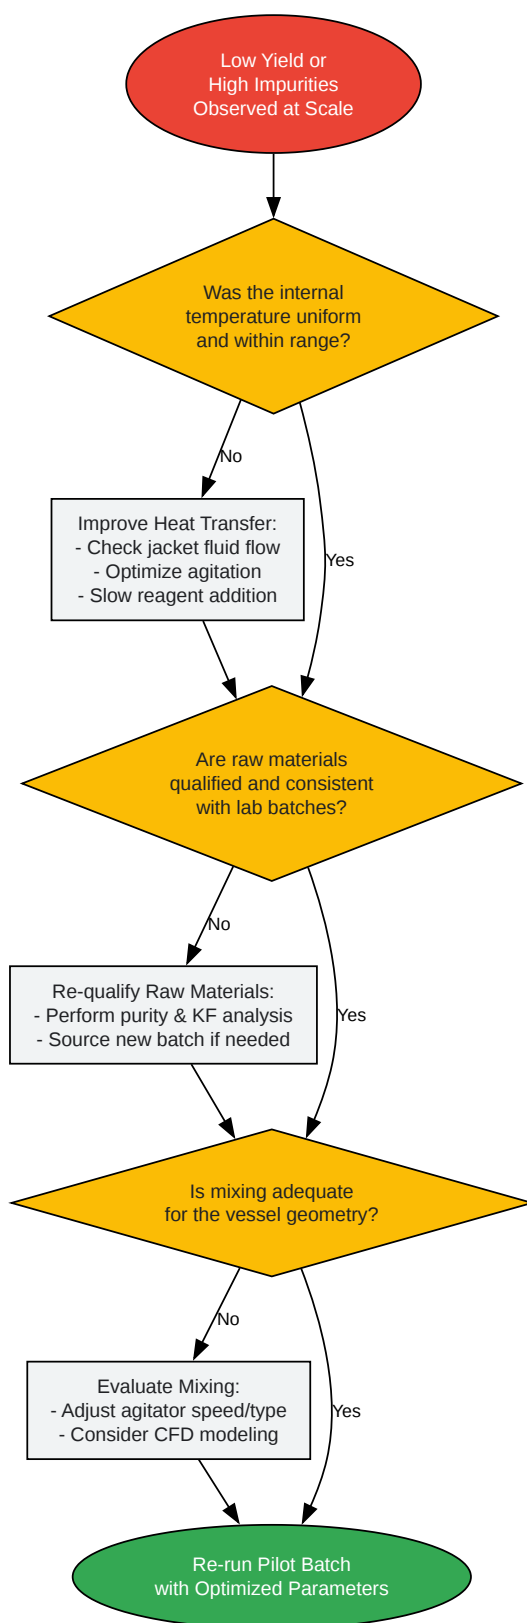 Low Yield or
High Impurities
Observed at Scale
Was the internal
temperature uniform
and within range?
No
Improve Heat Transfer:
- Check jacket fluid flow
- Optimize agitation
- Slow reagent addition
Yes
Are raw materials
qualified and consistent
with lab batches?
No
Re-qualify Raw Materials:
- Perform purity & KF analysis
- Source new batch if needed
Yes
Is mixing adequate
for the vessel geometry?
No
Evaluate Mixing:
- Adjust agitator speed/type
- Consider CFD modeling
Yes
Re-run Pilot Batch
with Optimized Parameters